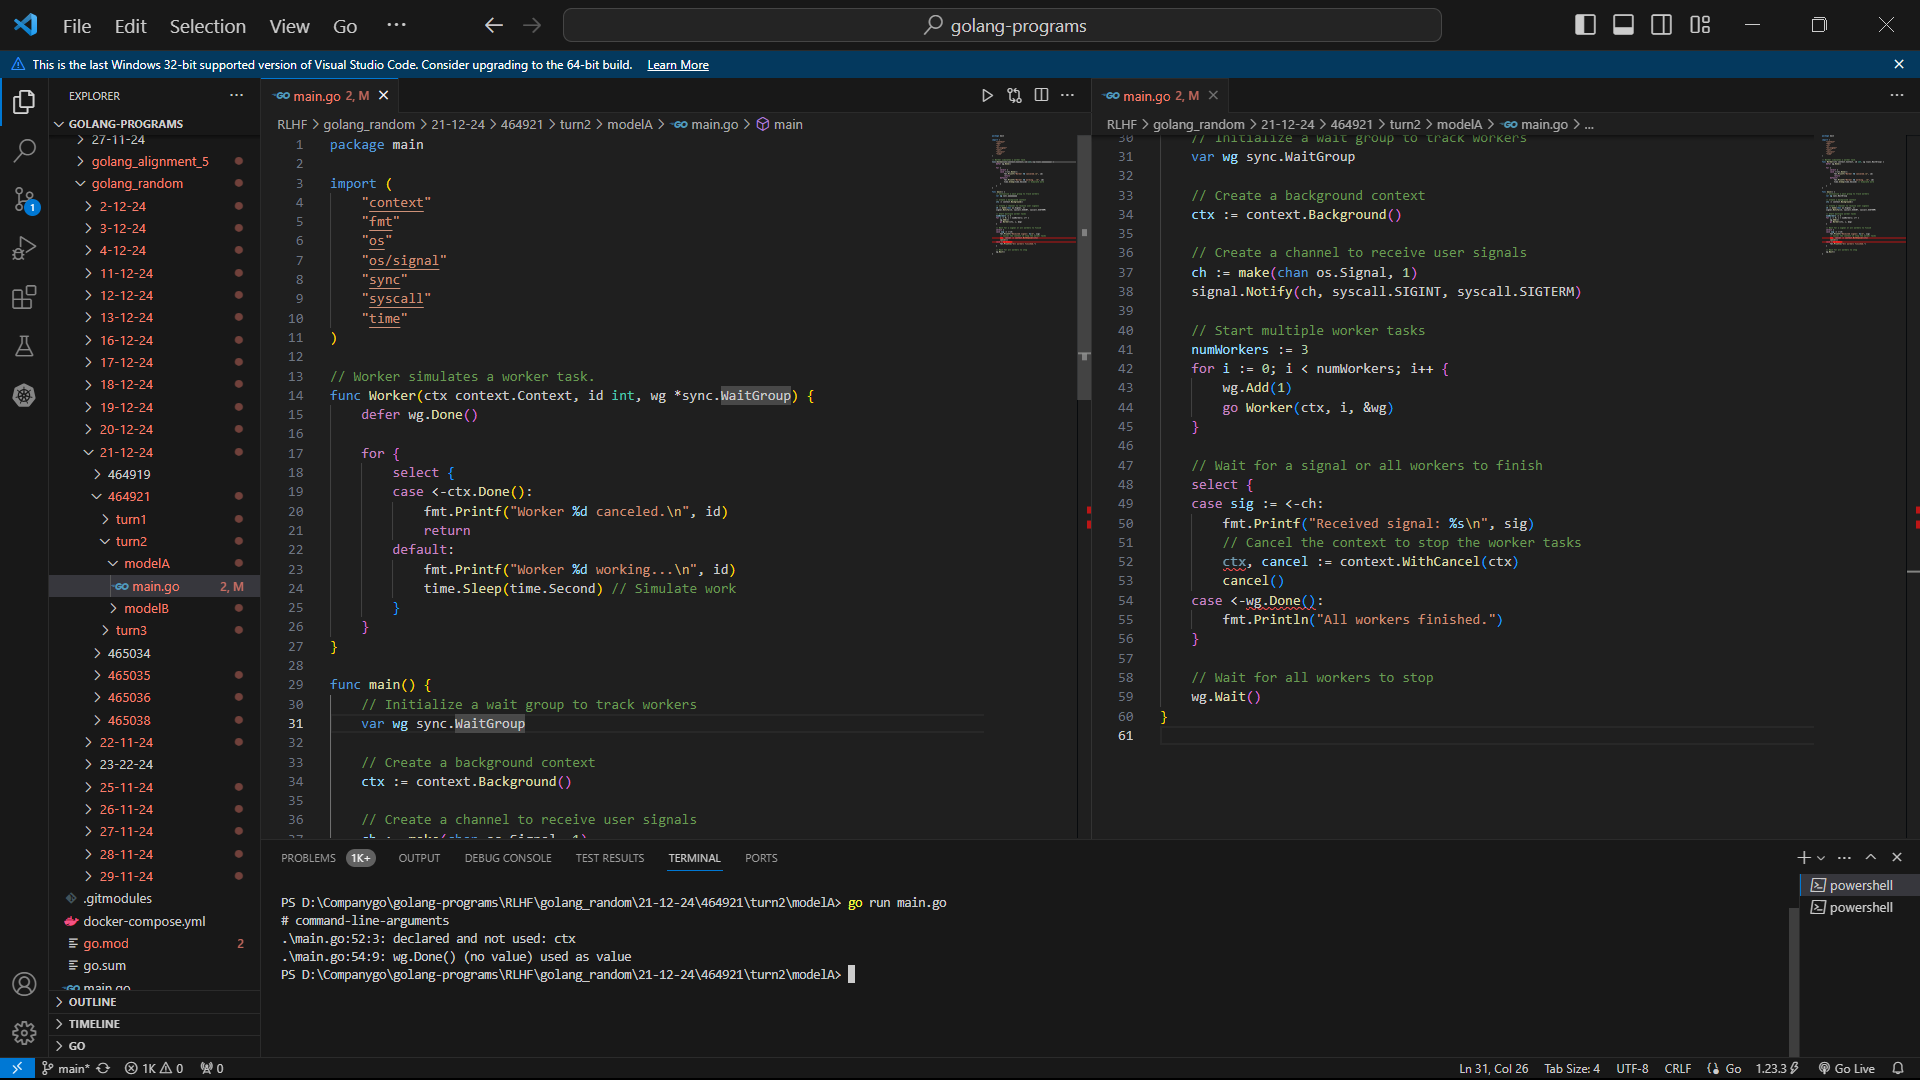 File Edit Selection View Go ···
golang-programs
This is the last Windows 32-bit supported version of Visual Studio Code. Consider upgrading to the 64-bit build. Learn More
EXPLORER
GOLANG-PROGRAMS
27-11-24
golang_alignment_5
golang_random
2-12-24
3-12-24
4-12-24
11-12-24
12-12-24
13-12-24
16-12-24
17-12-24
18-12-24
19-12-24
20-12-24
21-12-24
464919
464921
turn1
turn2
modelA
main.go 2, M
modelB
turn3
465034
465035
465036
465038
22-11-24
23-22-24
25-11-24
26-11-24
27-11-24
28-11-24
29-11-24
.gitmodules
docker-compose.yml
go.mod 2
go.sum
main.go
OUTLINE
TIMELINE
GO
1
main.go 2, M
RLHF > golang_random > 21-12-24 > 464921 > turn2 > modelA > main.go > main
1 package main
2
3 import (
4 "context"
5 "fmt"
6 "os"
7 "os/signal"
8 "sync"
9 "syscall"
10 "time"
11 )
12
13 // Worker simulates a worker task.
14 func Worker(ctx context.Context, id int, wg *sync.WaitGroup) {
15 defer wg.Done()
16
17 for {
18 select {
19 case <-ctx.Done():
20 fmt.Printf("Worker %d canceled.\n", id)
21 return
22 default:
23 fmt.Printf("Worker %d working...\n", id)
24 time.Sleep(time.Second) // Simulate work
25 }
26 }
27 }
28
29 func main() {
30 // Initialize a wait group to track workers
31 var wg sync.WaitGroup
32
33 // Create a background context
34 ctx := context.Background()
35
36 // Create a channel to receive user signals
37 ch := make(chan os.Signal, 1)
main.go 2, M
RLHF > golang_random > 21-12-24 > 464921 > turn2 > modelA > main.go > ...
30 // Initialize a wait group to track workers
31 var wg sync.WaitGroup
32
33 // Create a background context
34 ctx := context.Background()
35
36 // Create a channel to receive user signals
37 ch := make(chan os.Signal, 1)
38 signal.Notify(ch, syscall.SIGINT, syscall.SIGTERM)
39
40 // Start multiple worker tasks
41 numWorkers := 3
42 for i := 0; i < numWorkers; i++ {
43 wg.Add(1)
44 go Worker(ctx, i, &wg)
45 }
46
47 // Wait for a signal or all workers to finish
48 select {
49 case sig := <-ch:
50 fmt.Printf("Received signal: %s\n", sig)
51 // Cancel the context to stop the worker tasks
52 ctx, cancel := context.WithCancel(ctx)
53 cancel()
54 case <-wg.Done():
55 fmt.Println("All workers finished.")
56 }
57
58 // Wait for all workers to stop
59 wg.Wait()
60 }
61
PROBLEMS 1K+ OUTPUT DEBUG CONSOLE TEST RESULTS TERMINAL PORTS
PS D:\Companygo\golang-programs\RLHF\golang_random\21-12-24\464921\turn2\modelA> go run main.go
# command-line-arguments
.\main.go:52:3: declared and not used: ctx
.\main.go:54:9: wg.Done() (no value) used as value
PS D:\Companygo\golang-programs\RLHF\golang_random\21-12-24\464921\turn2\modelA>
powershell
powershell
main* 1K 0 0 Ln 31, Col 26 Tab Size: 4 UTF-8 CRLF Go 1.23.3 Go Live